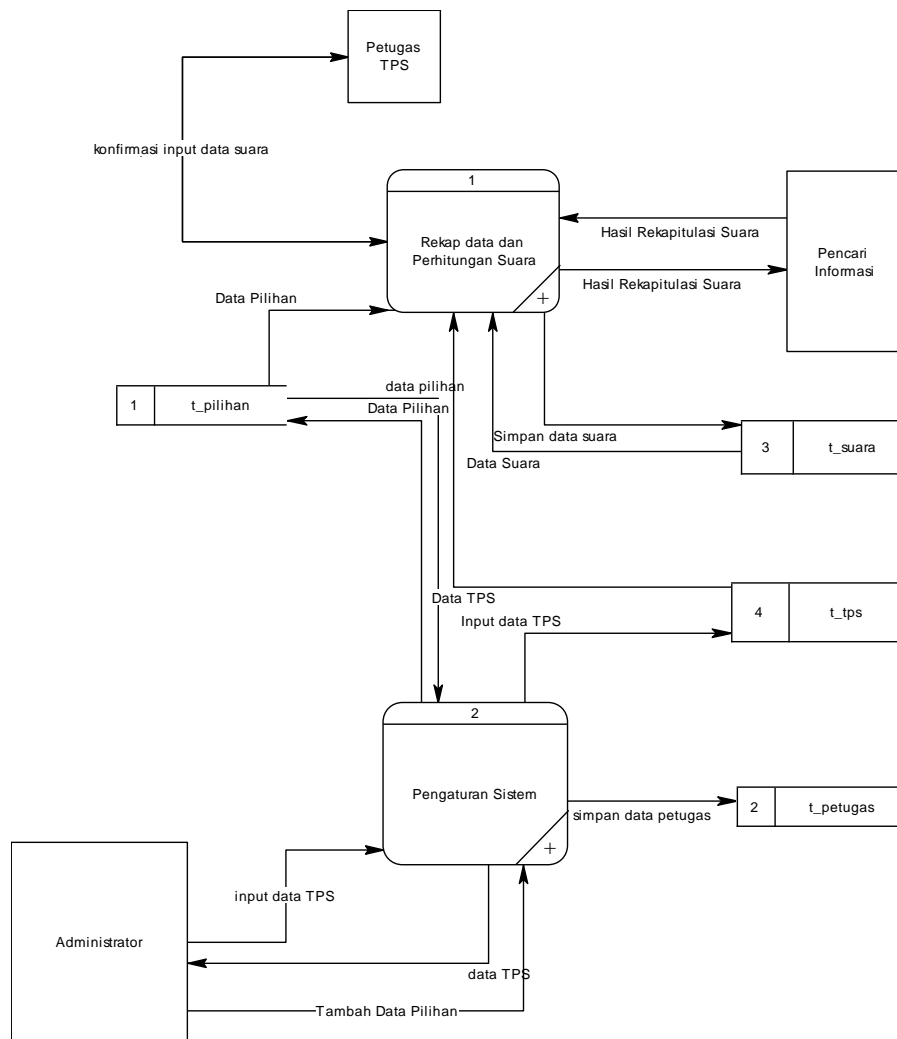 Petugas
TPS
konfirmasi input data suara
1
Rekap data dan
Perhitungan Suara
+
Hasil Rekapitulasi Suara
Hasil Rekapitulasi Suara
Pencari
Informasi
Data Pilihan
1
t_pilihan
data pilihan
Data Pilihan
Simpan data suara
Data Suara
3
t_suara
Data TPS
Input data TPS
4
t_tps
2
Pengaturan Sistem
+
simpan data petugas
2
t_petugas
input data TPS
Administrator
data TPS
Tambah Data Pilihan